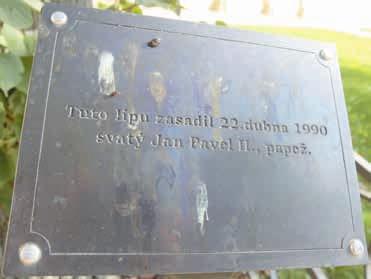 Tuto lípu zasadil 22.dubna 1990
svatý Jan Pavel II., papež.